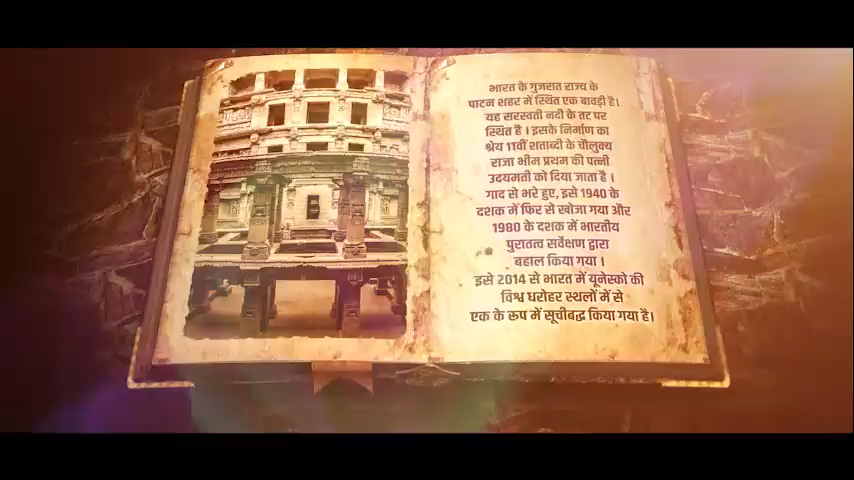 भारत के गुजरात राज्य के
पाटन शहर में स्थित एक बावड़ी है।
यह सरस्वती नदी के तट पर
स्थित है । इसके निर्माण का
श्रेय 11वीं शताब्दी के चौलुक्य
राजा भीम प्रथम की पत्नी
उदयमती को दिया जाता है ।
गाद से भरे हुए, इसे 1940 के
दशक में फिर से खोजा गया और
1980 के दशक में भारतीय
पुरातत्व सर्वेक्षण द्वारा
बहाल किया गया ।
इसे 2014 से भारत में यूनेस्को की
विश्व धरोहर स्थलों में से
एक के रूप में सूचीबद्ध किया गया है।